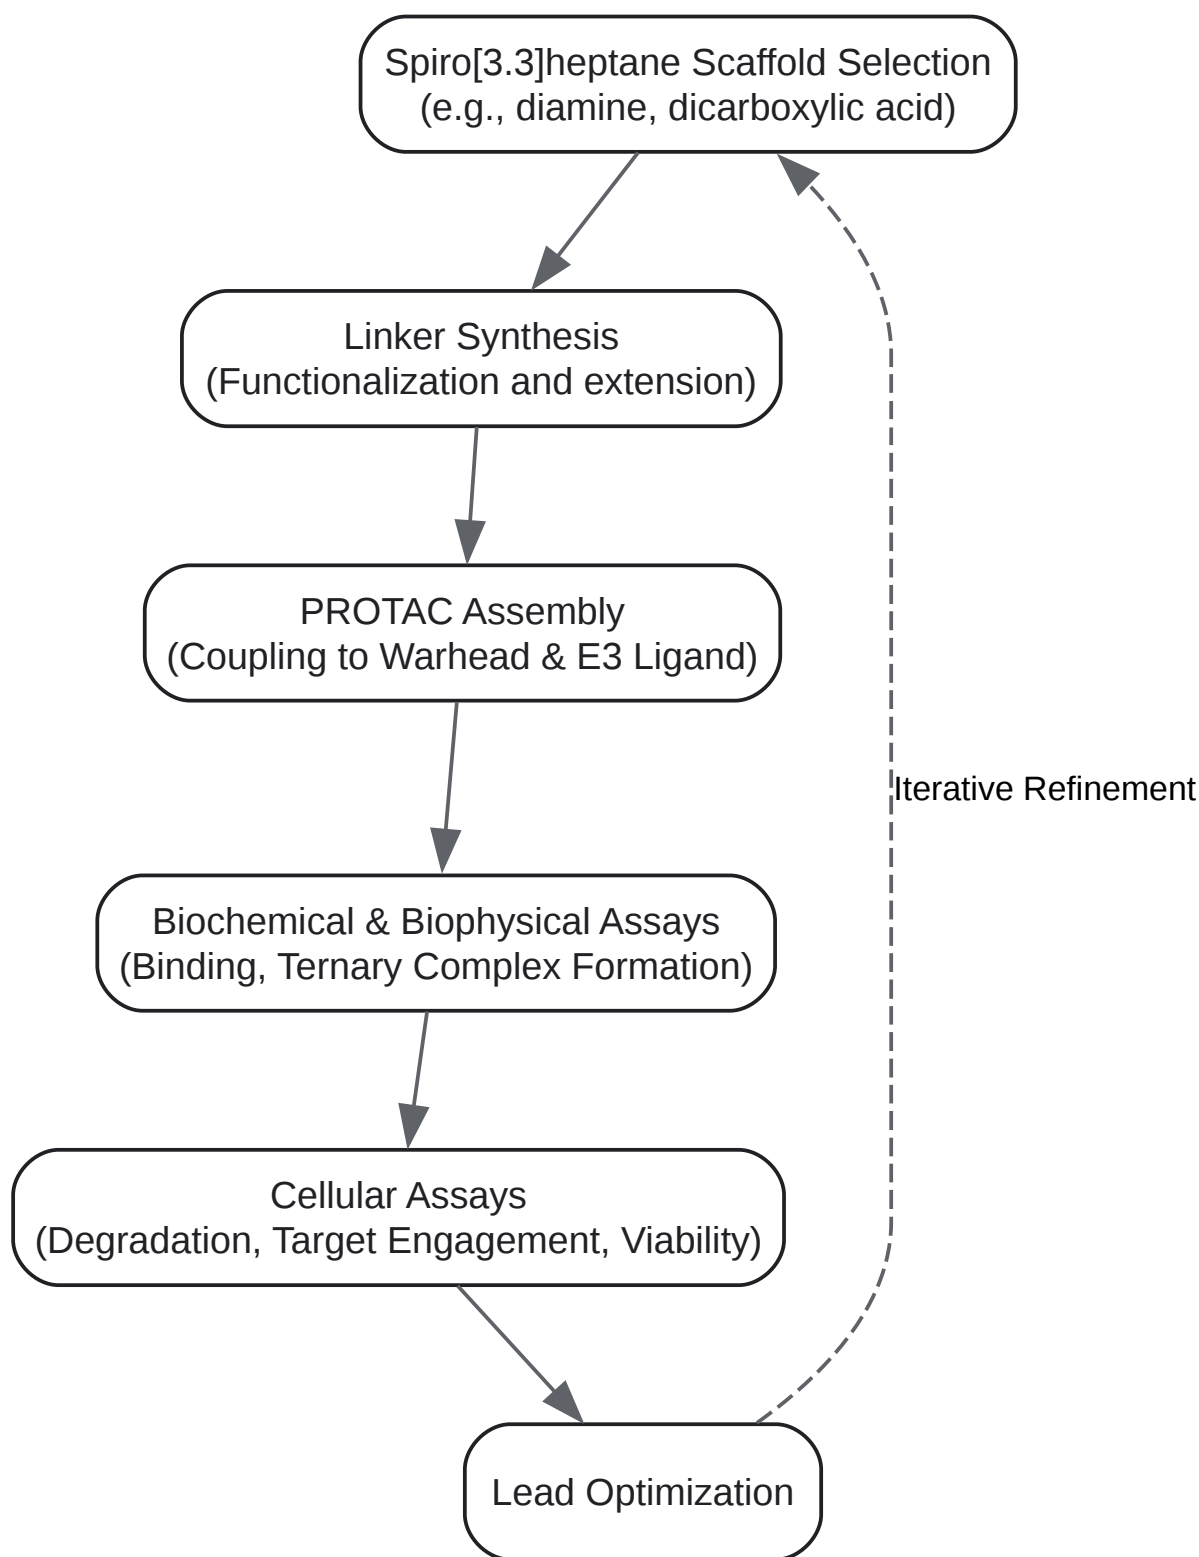 Spiro[3.3]heptane Scaffold Selection
(e.g., diamine, dicarboxylic acid)
Linker Synthesis
(Functionalization and extension)
PROTAC Assembly
(Coupling to Warhead & E3 Ligand)
Iterative Refinement
Biochemical & Biophysical Assays
(Binding, Ternary Complex Formation)
Cellular Assays
(Degradation, Target Engagement, Viability)
Lead Optimization